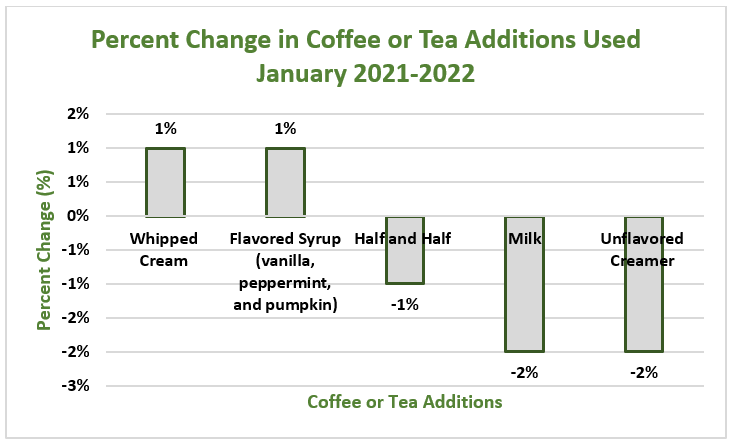 Percent Change in Coffee or Tea Additions Used
January 2021-2022
Percent Change (%)
2%
1%
1%
0%
-1%
-1%
-2%
-2%
-3%
1%
1%
-1%
-2%
-2%
Whipped
Cream
Flavored Syrup
(vanilla,
peppermint,
and pumpkin)
Half and Half
Milk
Unflavored
Creamer
Coffee or Tea Additions